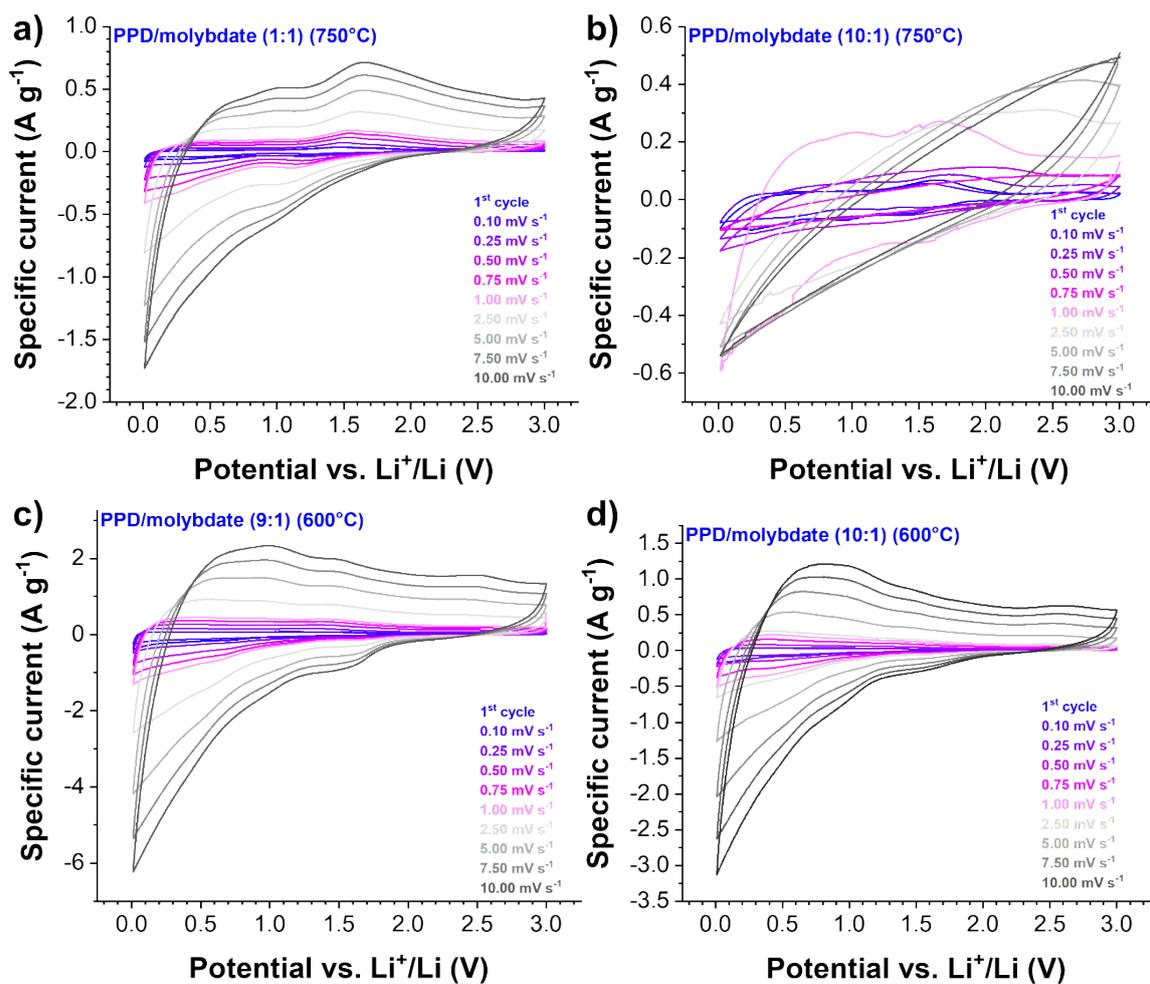 a)
PPD/molybdate (1:1) (750°C)
Specific current (A g⁻¹)
1.0
0.5
0.0
-0.5
-1.0
-1.5
-2.0
1st cycle
0.10 mV s⁻¹
0.25 mV s⁻¹
0.50 mV s⁻¹
0.75 mV s⁻¹
1.00 mV s⁻¹
2.50 mV s⁻¹
5.00 mV s⁻¹
7.50 mV s⁻¹
10.00 mV s⁻¹
0.0 0.5 1.0 1.5 2.0 2.5 3.0
Potential vs. Li⁺/Li (V)
b)
PPD/molybdate (10:1) (750°C)
Specific current (A g⁻¹)
0.6
0.4
0.2
0.0
-0.2
-0.4
-0.6
1st cycle
0.10 mV s⁻¹
0.25 mV s⁻¹
0.50 mV s⁻¹
0.75 mV s⁻¹
1.00 mV s⁻¹
2.50 mV s⁻¹
5.00 mV s⁻¹
7.50 mV s⁻¹
10.00 mV s⁻¹
0.0 0.5 1.0 1.5 2.0 2.5 3.0
Potential vs. Li⁺/Li (V)
c)
PPD/molybdate (9:1) (600°C)
Specific current (A g⁻¹)
2
0
-2
-4
-6
1st cycle
0.10 mV s⁻¹
0.25 mV s⁻¹
0.50 mV s⁻¹
0.75 mV s⁻¹
1.00 mV s⁻¹
2.50 mV s⁻¹
5.00 mV s⁻¹
7.50 mV s⁻¹
10.00 mV s⁻¹
0.0 0.5 1.0 1.5 2.0 2.5 3.0
Potential vs. Li⁺/Li (V)
d)
PPD/molybdate (10:1) (600°C)
Specific current (A g⁻¹)
1.5
1.0
0.5
0.0
-0.5
-1.0
-1.5
-2.0
-2.5
-3.0
-3.5
1st cycle
0.10 mV s⁻¹
0.25 mV s⁻¹
0.50 mV s⁻¹
0.75 mV s⁻¹
1.00 mV s⁻¹
2.50 mV s⁻¹
5.00 mV s⁻¹
7.50 mV s⁻¹
10.00 mV s⁻¹
0.0 0.5 1.0 1.5 2.0 2.5 3.0
Potential vs. Li⁺/Li (V)